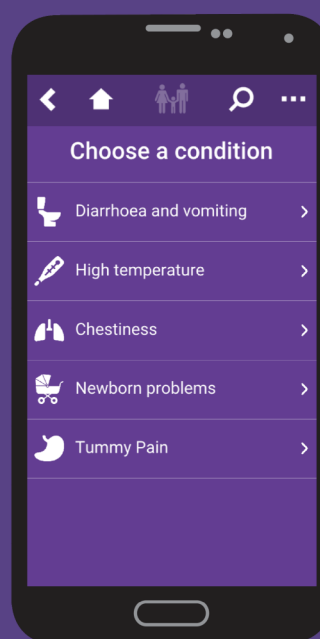 Choose a condition
Diarrhoea and vomiting
High temperature
Chestiness
Newborn problems
Tummy Pain